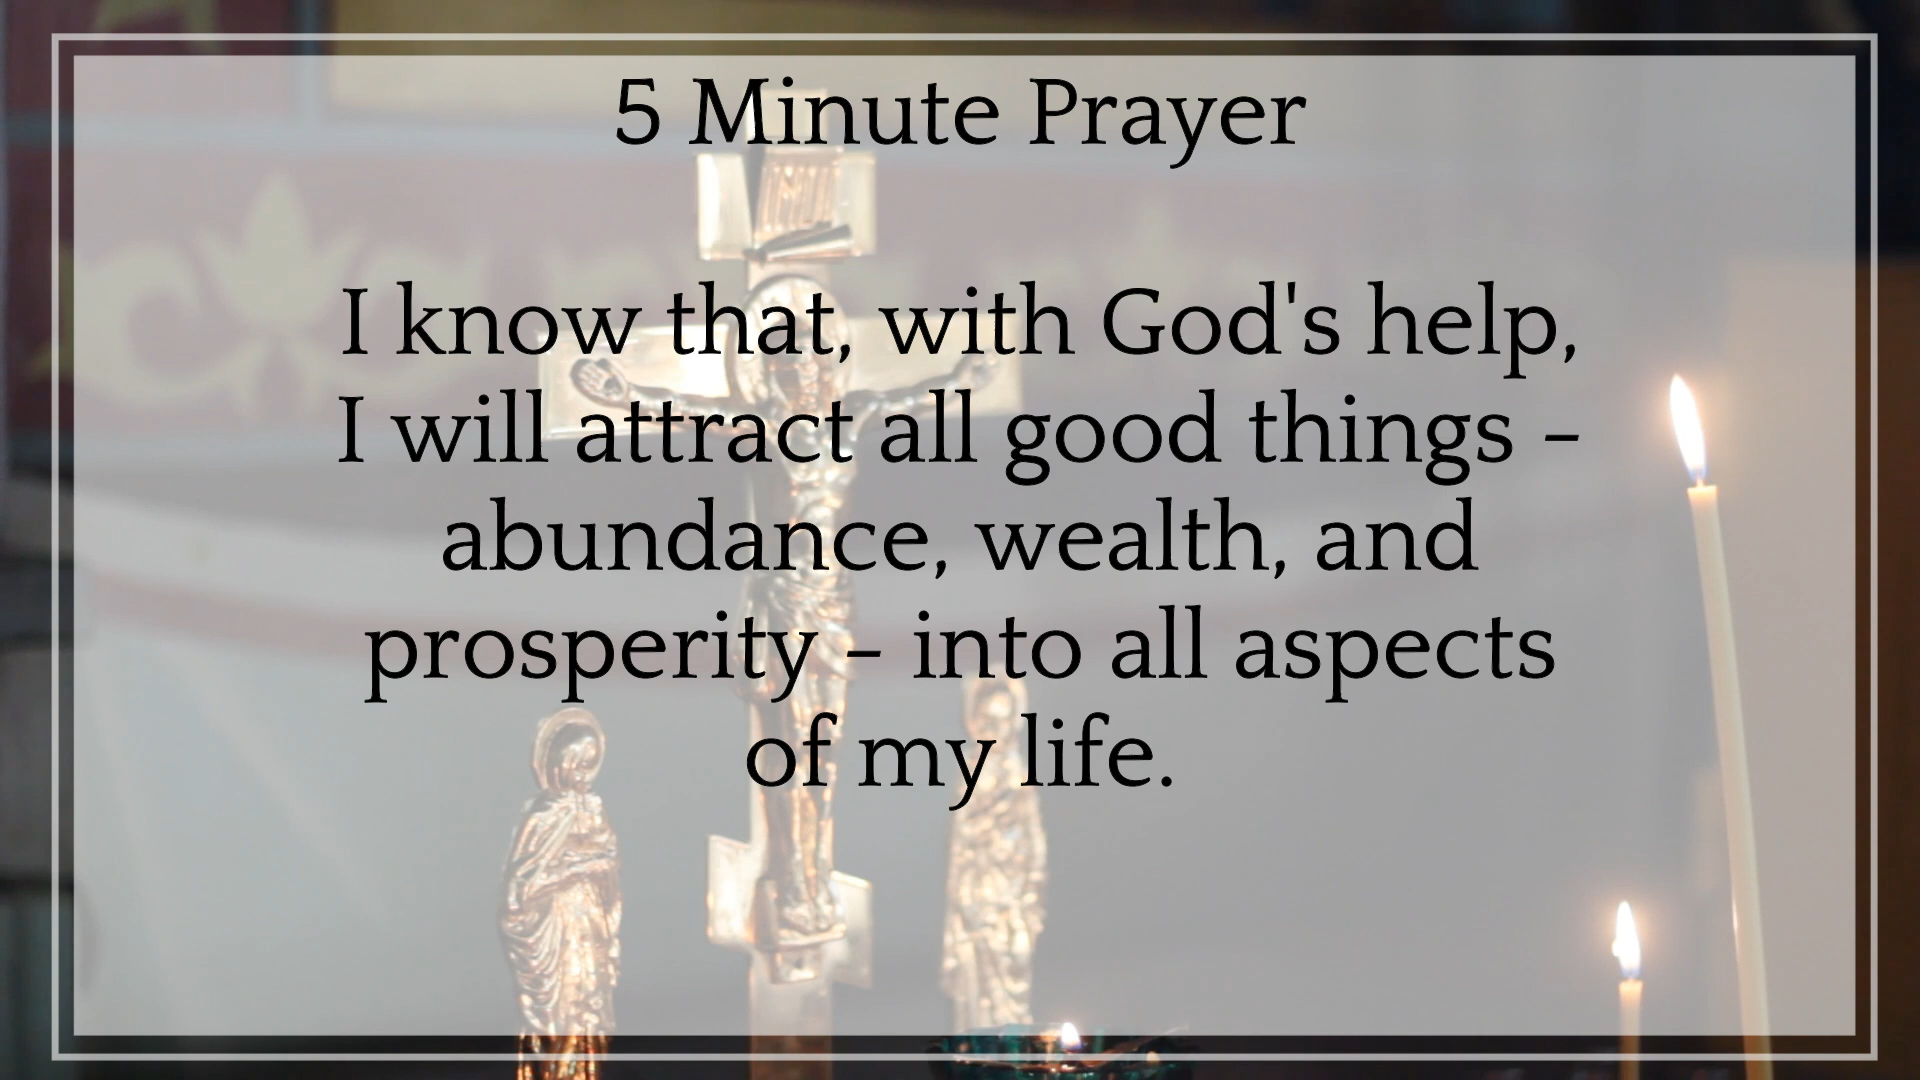 5 Minute Prayer
I know that, with God's help,
I will attract all good things –
abundance, wealth, and
prosperity – into all aspects
of my life.